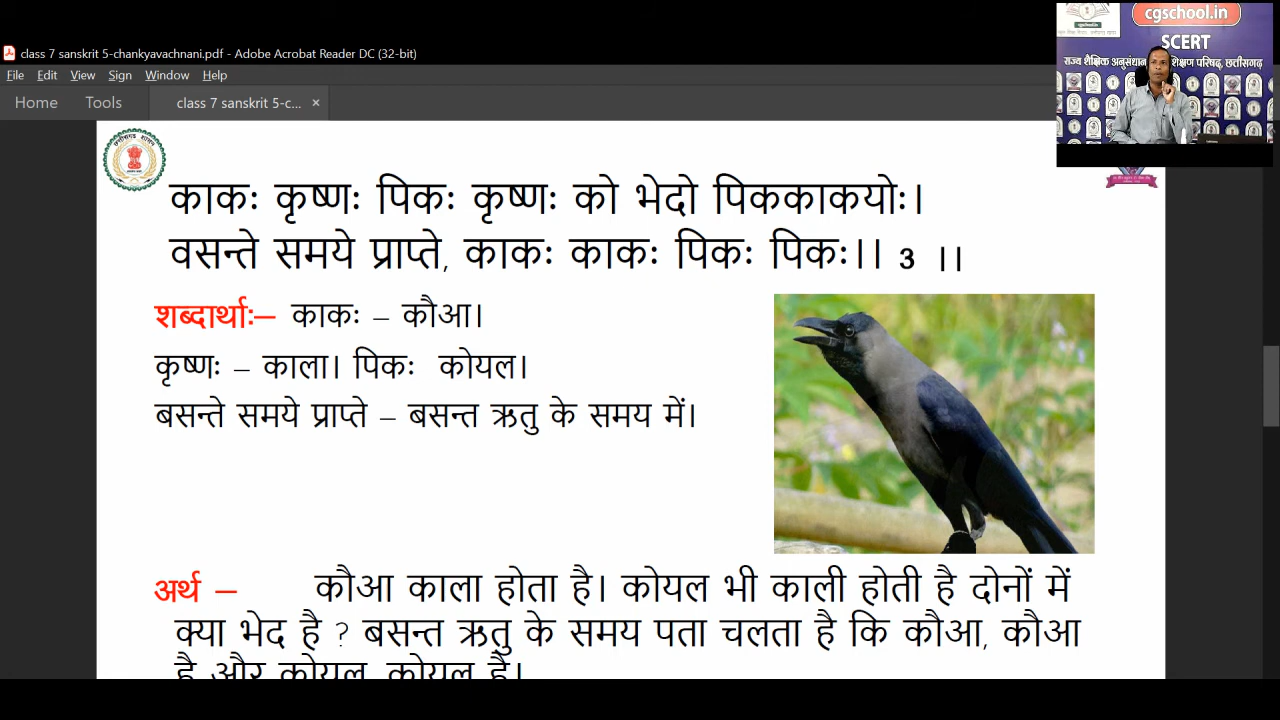 class 7 sanskrit 5-chankyavachnani.pdf - Adobe Acrobat Reader DC (32-bit)
File Edit View Sign Window Help
Home Tools class 7 sanskrit 5-c... ×
cgschool.in
SCERT
काकः कृष्णः पिकः कृष्णः को भेदो पिककाकयोः।
वसन्ते समये प्राप्ते, काकः काकः पिकः पिकः।। 3 ।।
शब्दार्थाः– काकः – कौआ।
कृष्णः – काला। पिकः कोयल।
बसन्ते समये प्राप्ते – बसन्त ऋतु के समय में।
अर्थ – कौआ काला होता है। कोयल भी काली होती है दोनों में
क्या भेद है ? बसन्त ऋतु के समय पता चलता है कि कौआ, कौआ
है और कोयल, कोयल है।